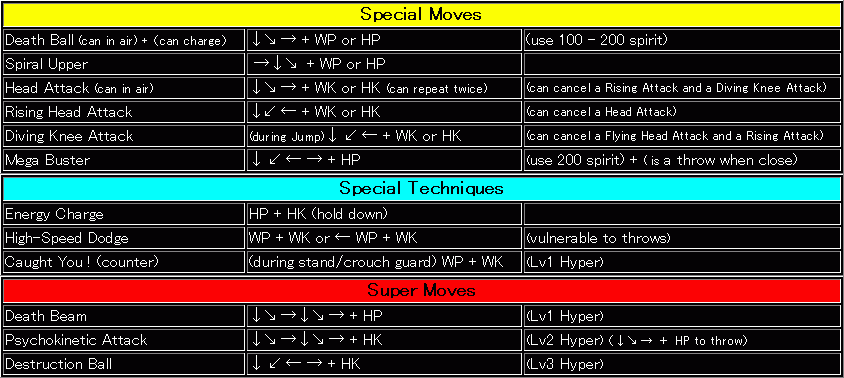 Special Moves
Death Ball (can in air) + (can charge) ↓↘→ + WP or HP (use 100 - 200 spirit)
Spiral Upper →↓↘ + WP or HP
Head Attack (can in air) ↓↘→ + WK or HK (can repeat twice) (can cancel a Rising Attack and a Diving Knee Attack)
Rising Head Attack ↓↙← + WK or HK (can cancel a Head Attack)
Diving Knee Attack (during Jump)↓↙← + WK or HK (can cancel a Flying Head Attack and a Rising Attack)
Mega Buster ↓↙←→ + HP (use 200 spirit) + (is a throw when close)
Special Techniques
Energy Charge HP + HK (hold down)
High-Speed Dodge WP + WK or ← WP + WK (vulnerable to throws)
Caught You! (counter) (during stand/crouch guard) WP + WK (Lv1 Hyper)
Super Moves
Death Beam ↓↘→↓↘→ + HP (Lv1 Hyper)
Psychokinetic Attack ↓↘→↓↘→ + HK (Lv2 Hyper) (↓↘→ + HP to throw)
Destruction Ball ↓↙←→ + HK (Lv3 Hyper)